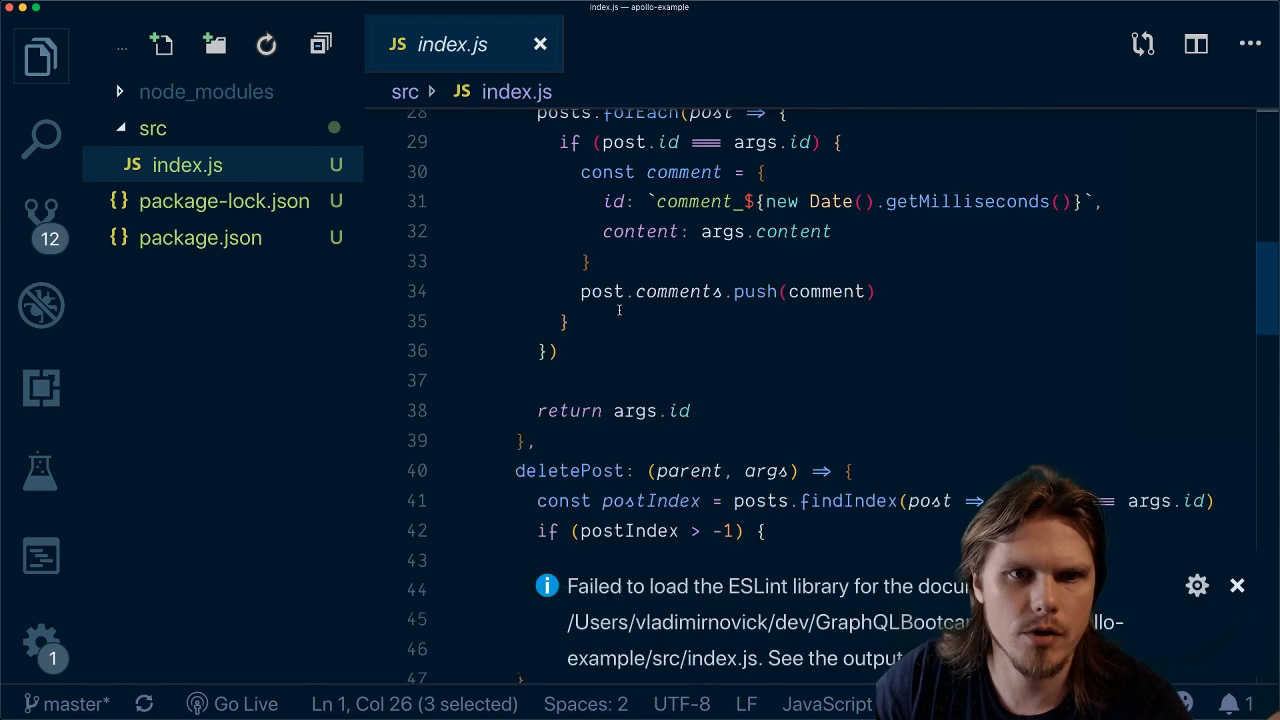 index.js — apollo-example
...
JS index.js
src JS index.js
node_modules
src
JS index.js U
{} package-lock.json U
{} package.json U
12
1
28 posts.forEach(post => {
29 if (post.id === args.id) {
30 const comment = {
31 id: `comment_${new Date().getMilliseconds()}`,
32 content: args.content
33 }
34 post.comments.push(comment)
35 }
36 })
37
38 return args.id
39 },
40 deletePost: (parent, args) => {
41 const postIndex = posts.findIndex(post => === args.id)
42 if (postIndex > -1) {
43
44
45
46
47 }
Failed to load the ESLint library for the
/Users/vladimirnovick/dev/
example/src/index.js. See the output
master* Go Live Ln 1, Col 26 (3 selected) Spaces: 2 UTF-8 LF JavaScript 1